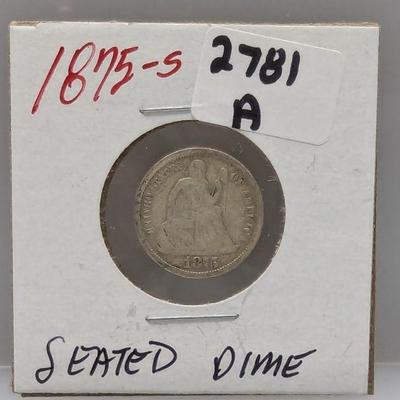 1875-S
2781
A
UNITED STATES OF AMERICA
1875
SEATED DIME